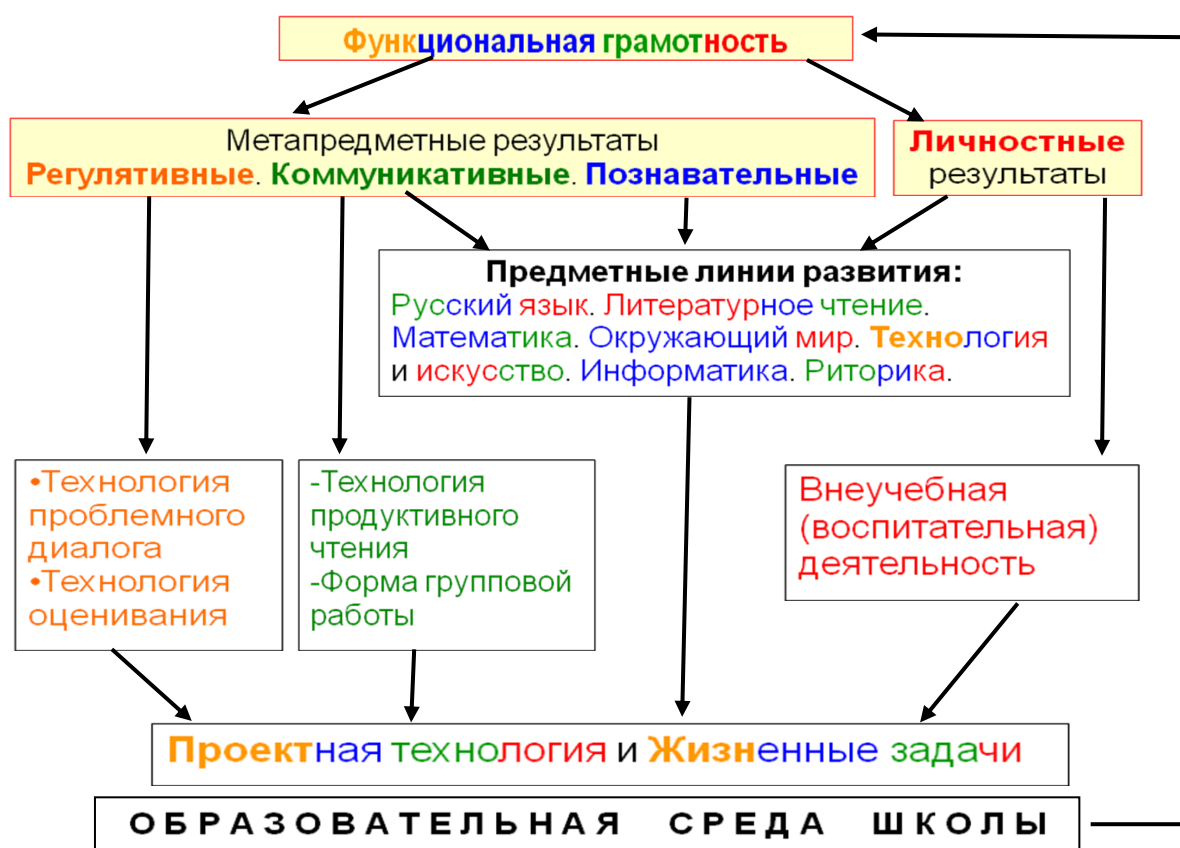 Функциональная грамотность
Метапредметные результаты
Регулятивные. Коммуникативные. Познавательные
Личностные
результаты
Предметные линии развития:
Русский язык. Литературное чтение.
Математика. Окружающий мир. Технология
и искусство. Информатика. Риторика.
•Технология
проблемного
диалога
•Технология
оценивания
-Технология
продуктивного
чтения
-Форма групповой
работы
Внеучебная
(воспитательная)
деятельность
Проектная технология и Жизненные задачи
ОБРАЗОВАТЕЛЬНАЯ СРЕДА ШКОЛЫ